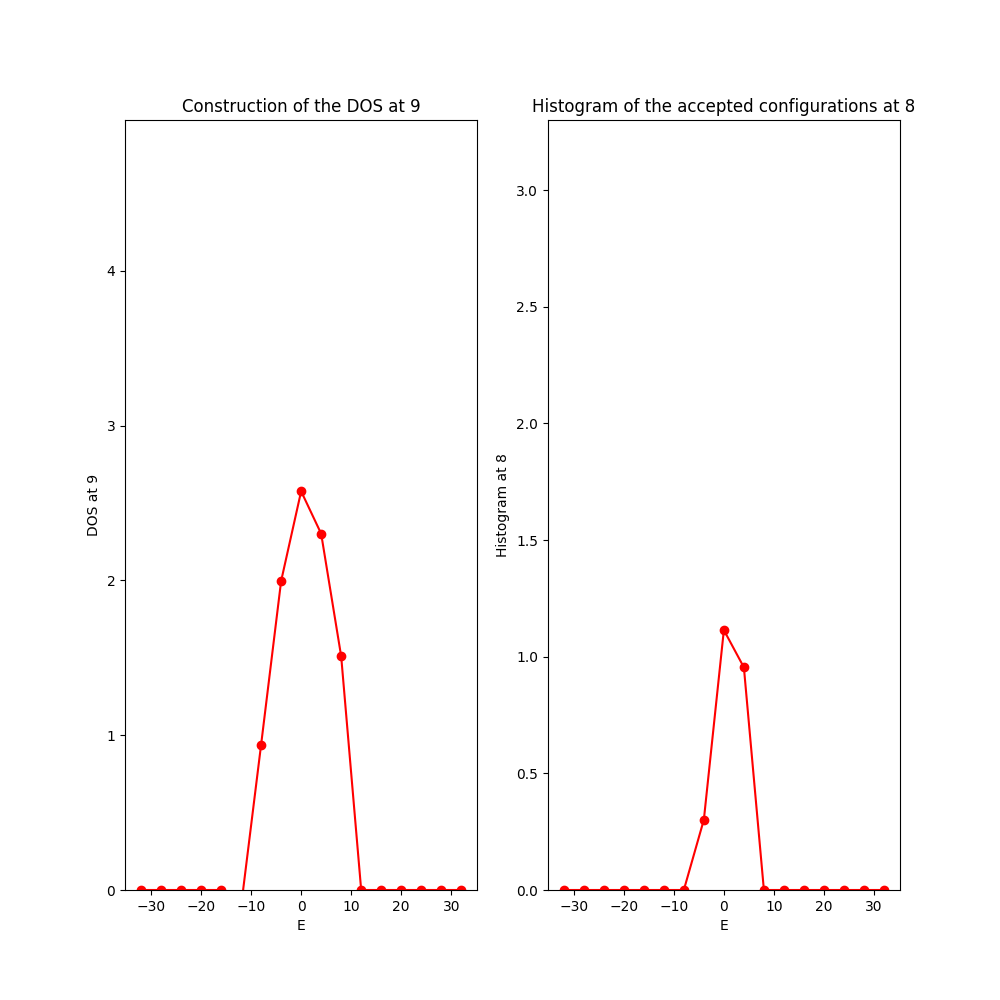 Construction of the DOS at 9
DOS at 9
4
3
2
1
0
−30 −20 −10 0 10 20 30
E
Histogram of the accepted configurations at 8
Histogram at 8
3.0
2.5
2.0
1.5
1.0
0.5
0.0
−30 −20 −10 0 10 20 30
E